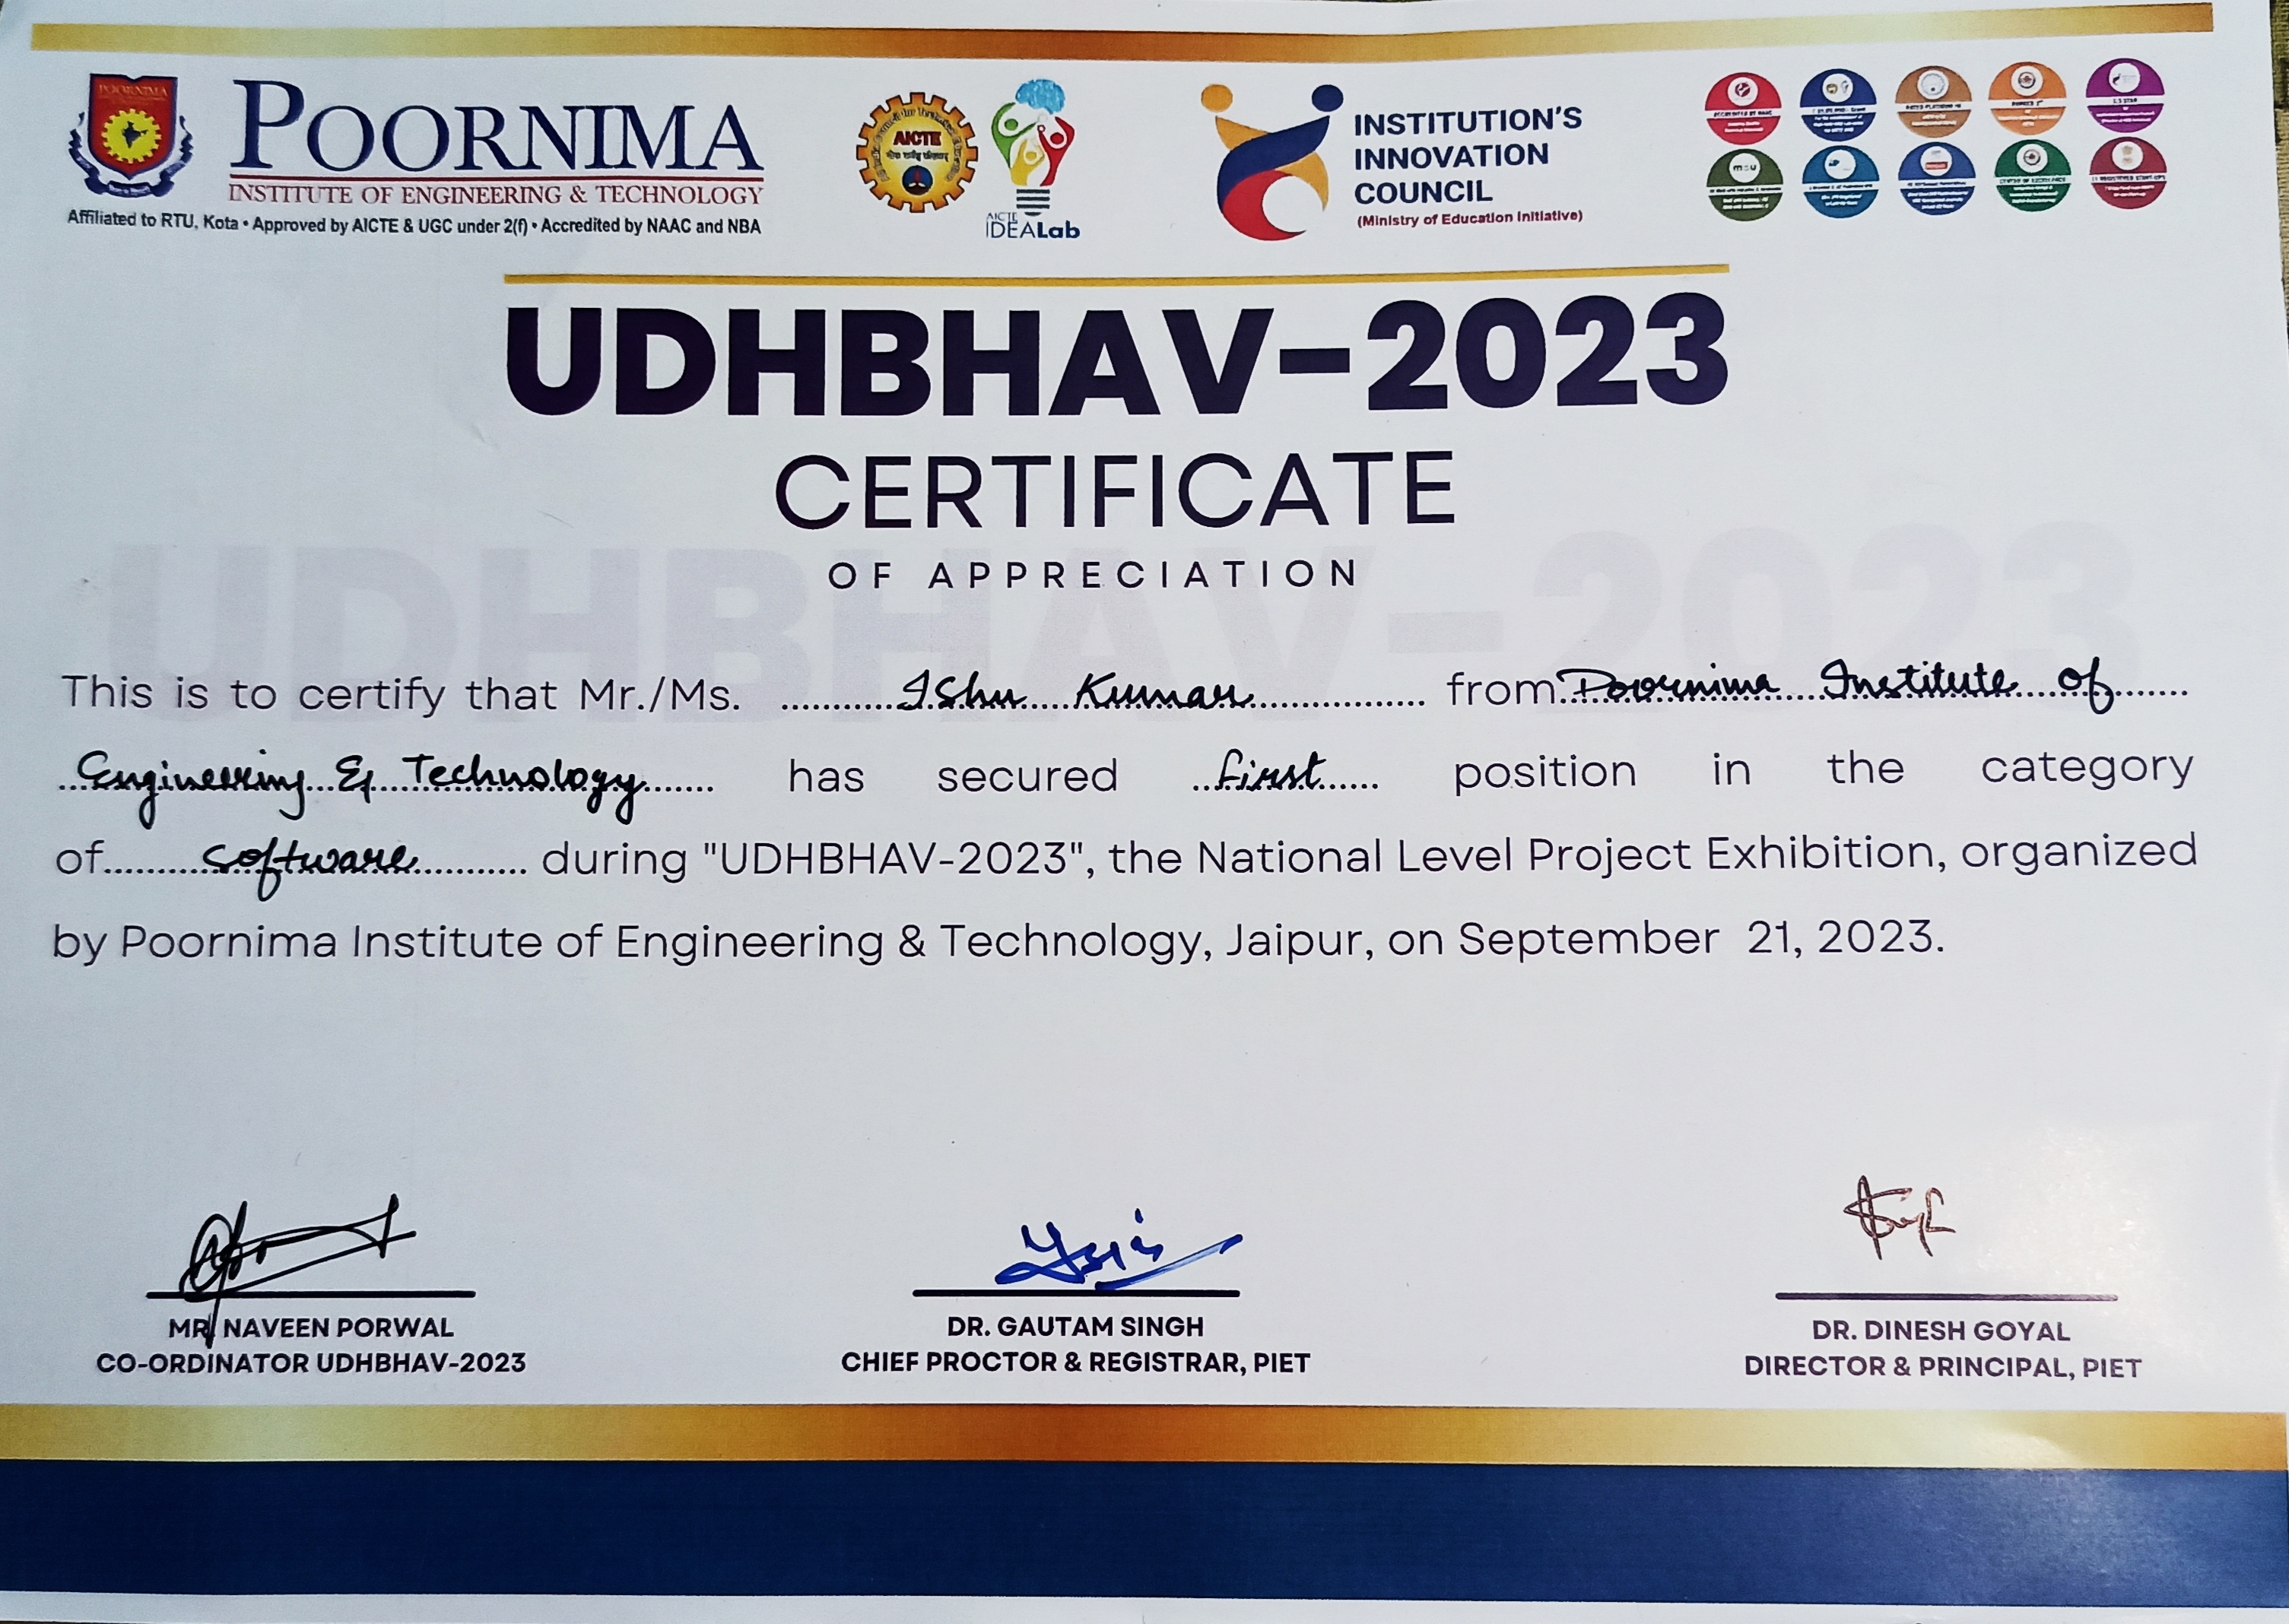 POORNIMA
INSTITUTE OF ENGINEERING & TECHNOLOGY
Affiliated to RTU, Kota • Approved by AICTE & UGC under 2(f) • Accredited by NAAC and NBA
AICTE
AICTE
IDEALab
INSTITUTION'S
INNOVATION
COUNCIL
(Ministry of Education Initiative)
UDHBHAV-2023
CERTIFICATE
OF APPRECIATION
UDHBHAV-2023
This is to certify that Mr./Ms. Ishu Kumar from Poornima Institute of
Engineering & Technology has secured first position in the category
of software during "UDHBHAV-2023", the National Level Project Exhibition, organized
by Poornima Institute of Engineering & Technology, Jaipur, on September 21, 2023.
MR. NAVEEN PORWAL
CO-ORDINATOR UDHBHAV-2023
DR. GAUTAM SINGH
CHIEF PROCTOR & REGISTRAR, PIET
DR. DINESH GOYAL
DIRECTOR & PRINCIPAL, PIET